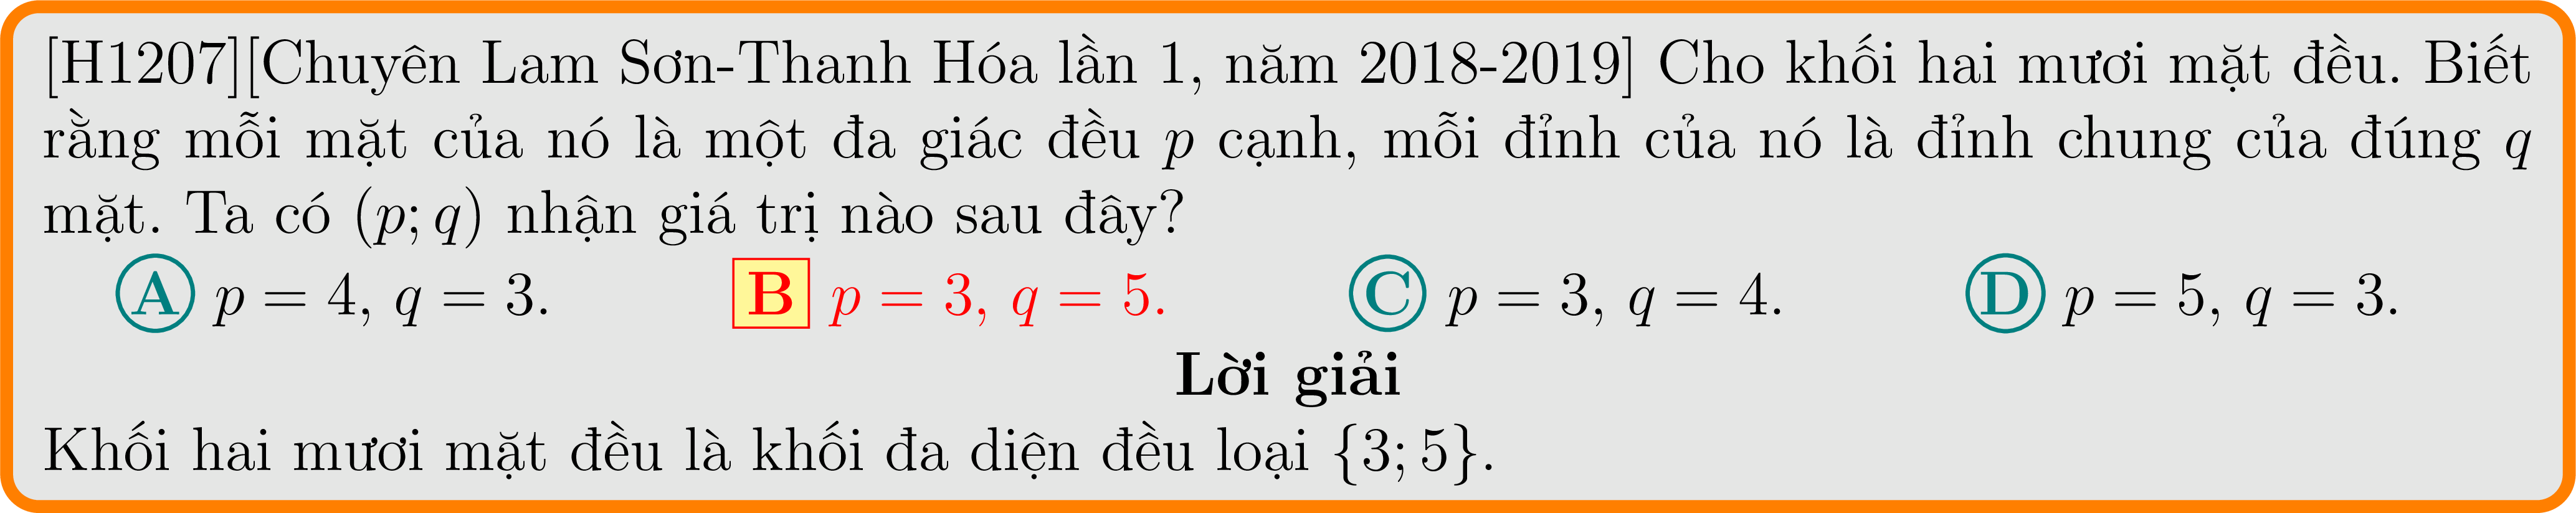 [H1207][Chuyên Lam Sơn-Thanh Hóa lần 1, năm 2018-2019] Cho khối hai mươi mặt đều. Biết
rằng mỗi mặt của nó là một đa giác đều p cạnh, mỗi đỉnh của nó là đỉnh chung của đúng q
mặt. Ta có (p; q) nhận giá trị nào sau đây?
A p = 4, q = 3. B p = 3, q = 5. C p = 3, q = 4. D p = 5, q = 3.
Lời giải
Khối hai mươi mặt đều là khối đa diện đều loại {3; 5}.